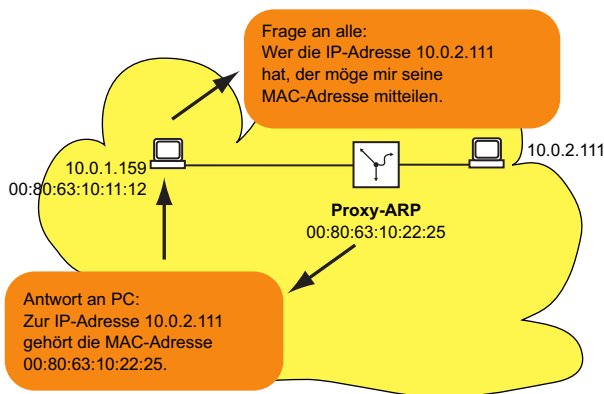 Frage an alle:
Wer die IP-Adresse 10.0.2.111
hat, der möge mir seine
MAC-Adresse mitteilen.
10.0.1.159
00:80:63:10:11:12
10.0.2.111
Proxy-ARP
00:80:63:10:22:25
Antwort an PC:
Zur IP-Adresse 10.0.2.111
gehört die MAC-Adresse
00:80:63:10:22:25.